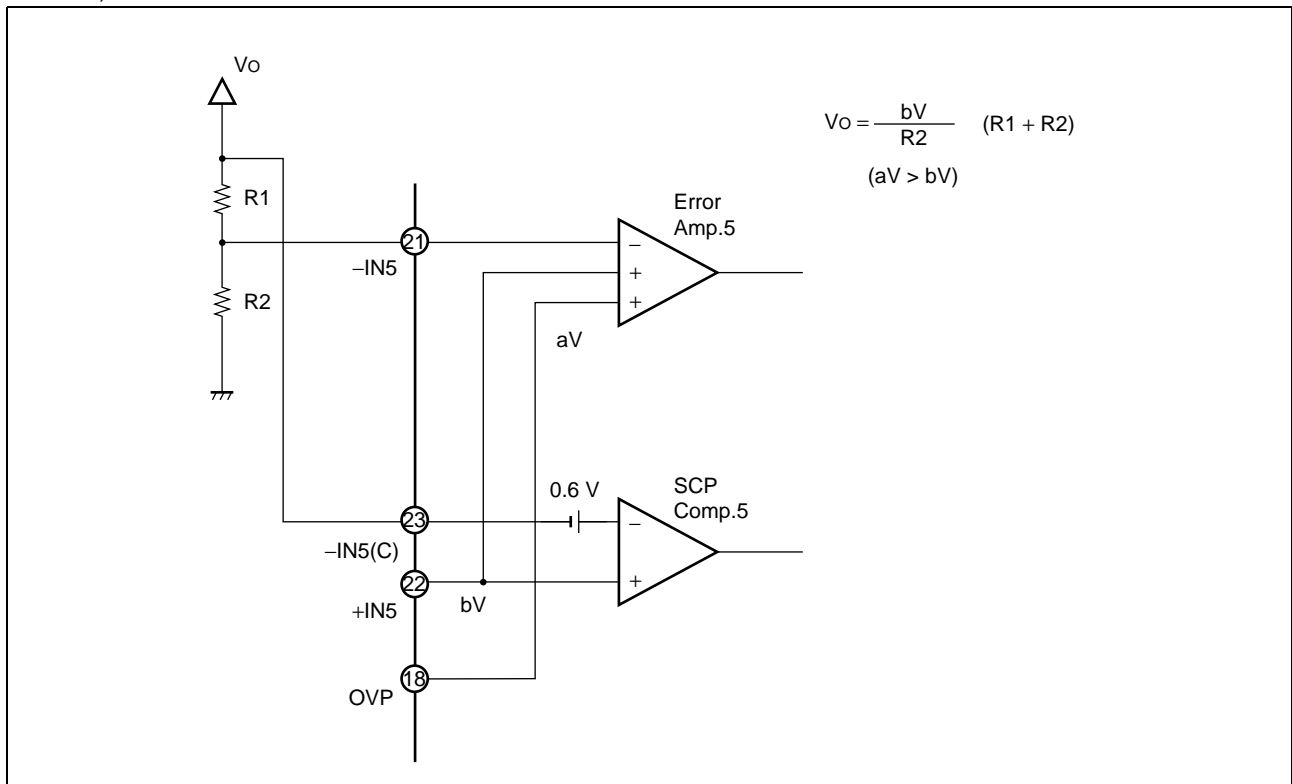 Vo
Vo = bV / R2 (R1 + R2)
(aV > bV)
R1
R2
21
−IN5
Error
Amp.5
−
+
+
aV
0.6 V
SCP
Comp.5
−
+
23
−IN5(C)
22
+IN5
bV
18
OVP